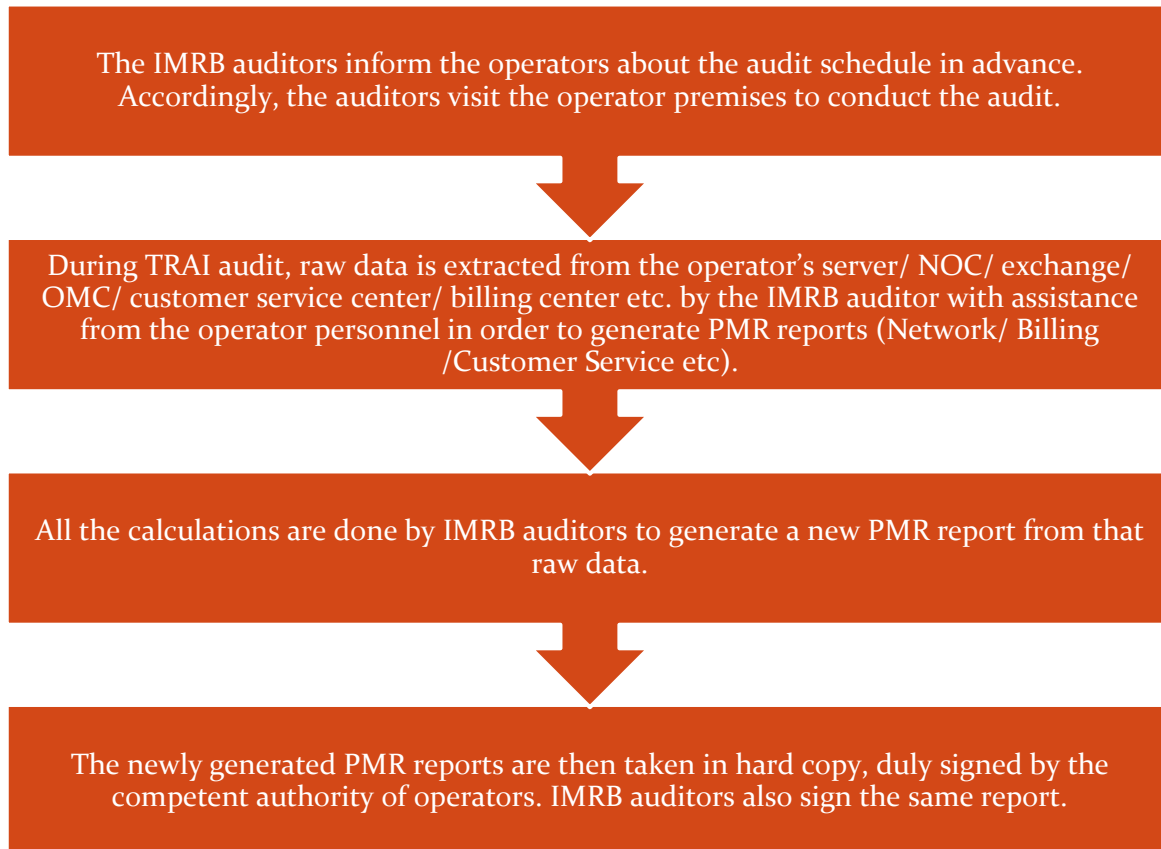 The IMRB auditors inform the operators about the audit schedule in advance.
Accordingly, the auditors visit the operator premises to conduct the audit.
During TRAI audit, raw data is extracted from the operator’s server/ NOC/ exchange/
OMC/ customer service center/ billing center etc. by the IMRB auditor with assistance
from the operator personnel in order to generate PMR reports (Network/ Billing
/Customer Service etc).
All the calculations are done by IMRB auditors to generate a new PMR report from that
raw data.
The newly generated PMR reports are then taken in hard copy, duly signed by the
competent authority of operators. IMRB auditors also sign the same report.